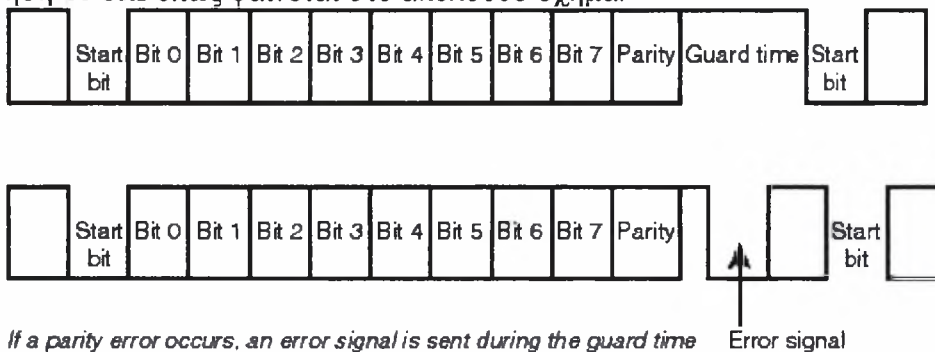 Start Bit 0 Bit 1 Bit 2 Bit 3 Bit 4 Bit 5 Bit 6 Bit 7 Parity Guard time Start
bit bit
Start Bit 0 Bit 1 Bit 2 Bit 3 Bit 4 Bit 5 Bit 6 Bit 7 Parity Start
bit bit
If a parity error occurs, an error signal is sent during the guard time Error signal